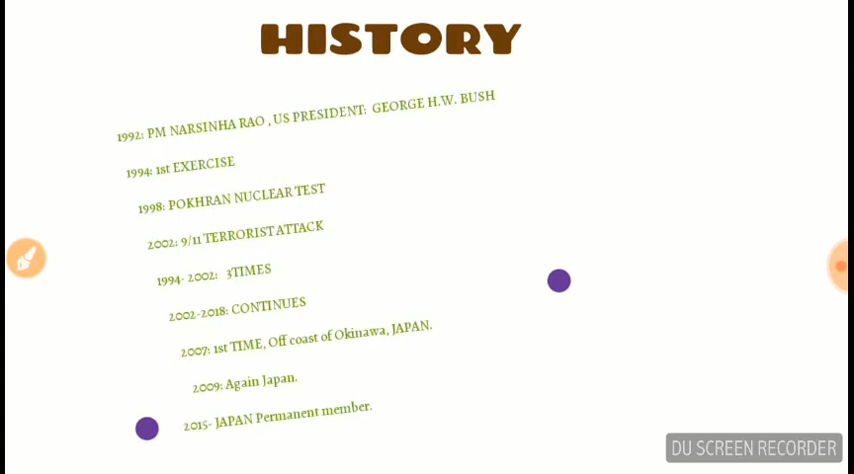 HISTORY
1992: PM NARSINHA RAO , US PRESIDENT: GEORGE H.W. BUSH
1994: 1st EXERCISE
1998: POKHRAN NUCLEAR TEST
2002: 9/11 TERRORIST ATTACK
1994- 2002: 3TIMES
2002-2018: CONTINUES
2007: 1st TIME, Off coast of Okinawa, JAPAN.
2009: Again Japan.
2015- JAPAN Permanent member.
DU SCREEN RECORDER